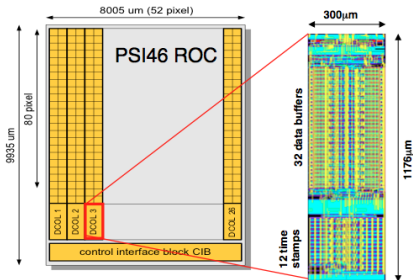 8005 um (52 pixel)
300µm
PSI46 ROC
80 pixel
9935 um
32 data buffers
1176µm
DCOL 1
DCOL 2
DCOL 3
DCOL 26
12 time
stamps
control interface block CIB